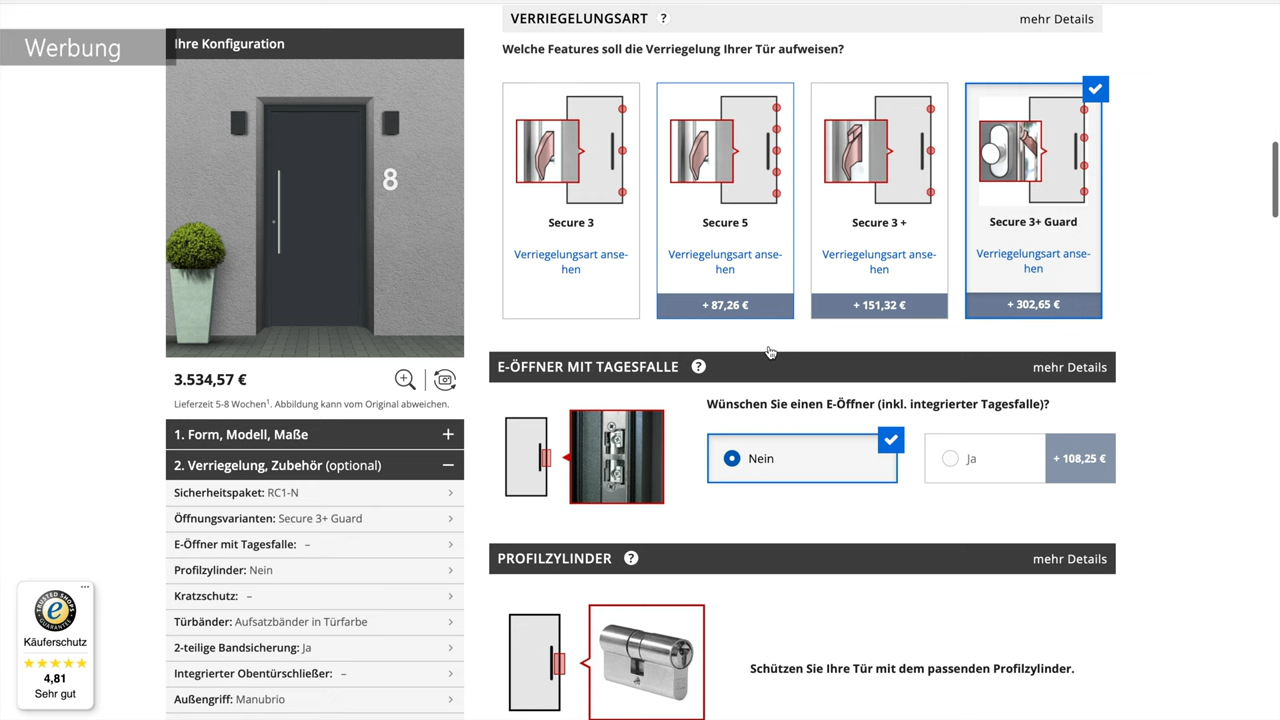 Werbung
Ihre Konfiguration
8
3.534,57 €
Lieferzeit 5-8 Wochen¹. Abbildung kann vom Original abweichen.
1. Form, Modell, Maße
2. Verriegelung, Zubehör (optional)
Sicherheitspaket: RC1-N
Öffnungsvarianten: Secure 3+ Guard
E-Öffner mit Tagesfalle: –
Profilzylinder: Nein
Kratzschutz: –
Türbänder: Aufsatzbänder in Türfarbe
2-teilige Bandsicherung: Ja
Integrierter Obentürschließer: –
Außengriff: Manubrio
TRUSTED SHOPS
GUARANTEE
Käuferschutz
4,81
Sehr gut
VERRIEGELUNGSART ? mehr Details
Welche Features soll die Verriegelung Ihrer Tür aufweisen?
Secure 3
Verriegelungsart anse-
hen
Secure 5
Verriegelungsart anse-
hen
+ 87,26 €
Secure 3 +
Verriegelungsart anse-
hen
+ 151,32 €
Secure 3+ Guard
Verriegelungsart anse-
hen
+ 302,65 €
E-ÖFFNER MIT TAGESFALLE ? mehr Details
Wünschen Sie einen E-Öffner (inkl. integrierter Tagesfalle)?
Nein
Ja + 108,25 €
PROFILZYLINDER ? mehr Details
Schützen Sie Ihre Tür mit dem passenden Profilzylinder.